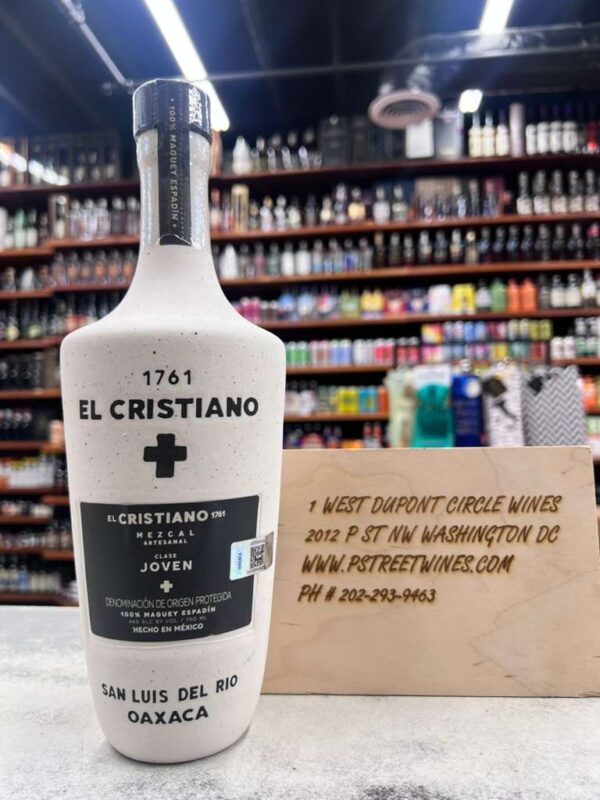 100% MAGUEY ESPADÍN
1761
EL CRISTIANO
EL CRISTIANO 1761
MEZCAL
ARTESANAL
CLASE
JOVEN
DENOMINACIÓN DE ORIGEN PROTEGIDA
100% MAGUEY ESPADÍN
HECHO EN MÉXICO
SAN LUIS DEL RIO
OAXACA
1 WEST DUPONT CIRCLE WINES
2012 P ST NW WASHINGTON DC
WWW.PSTREETWINES.COM
PH # 202-293-9463